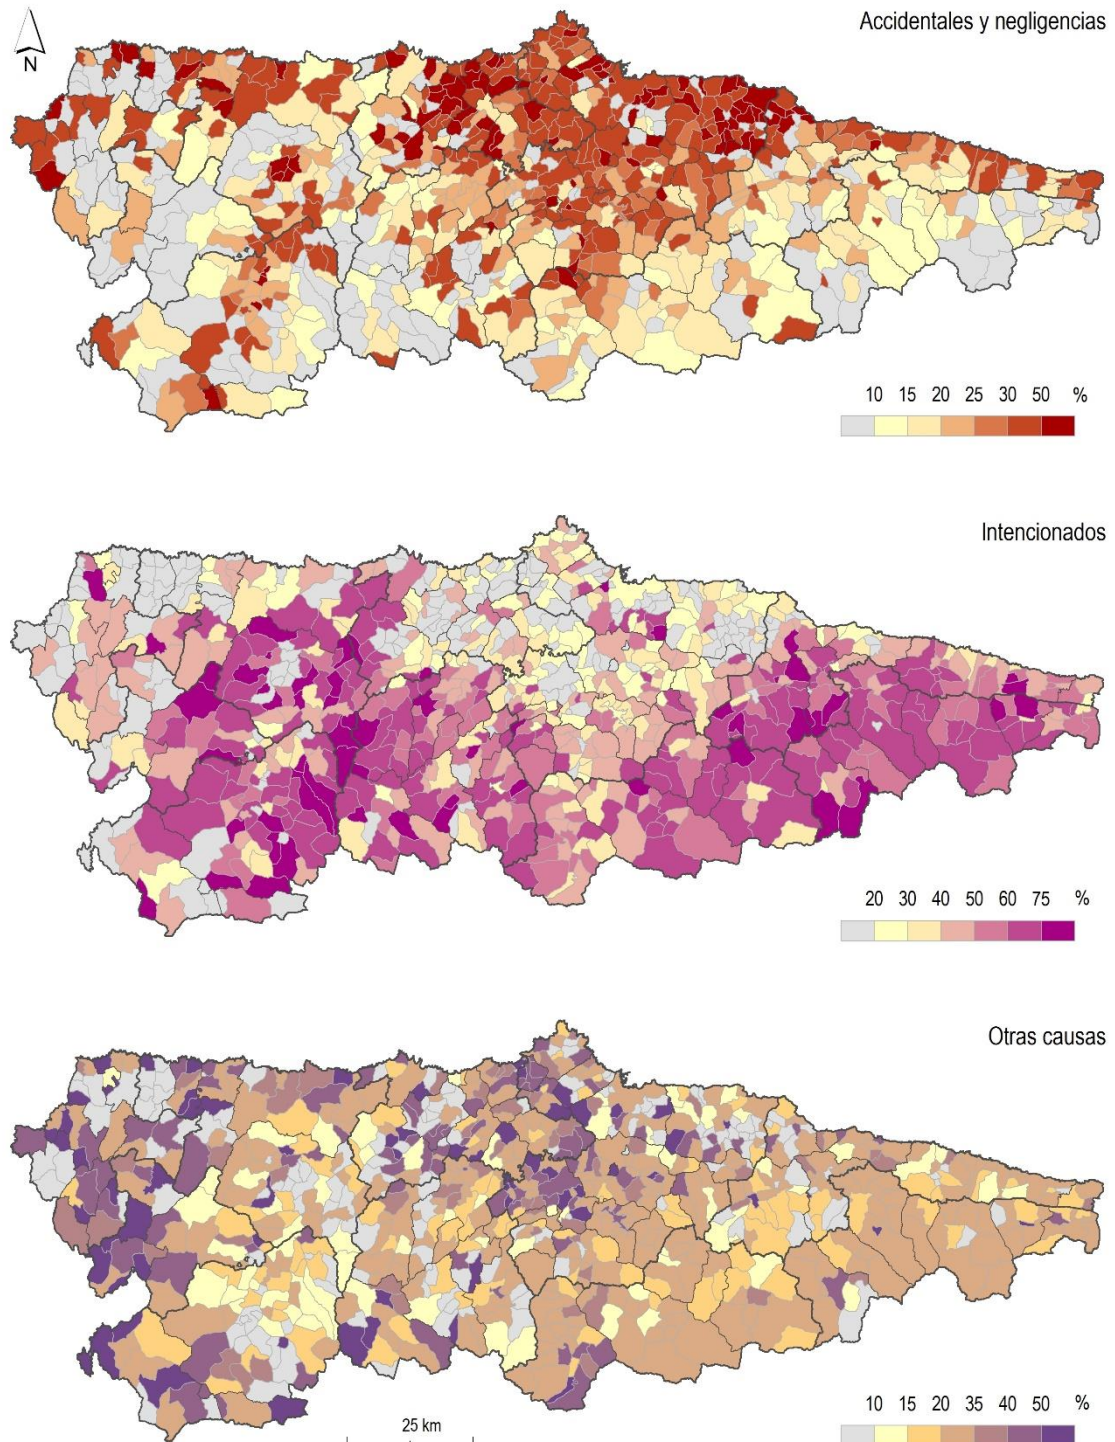 Accidentales y negligencias
N
10 15 20 25 30 50 %
Intencionados
20 30 40 50 60 75 %
Otras causas
10 15 20 35 40 50 %
25 km